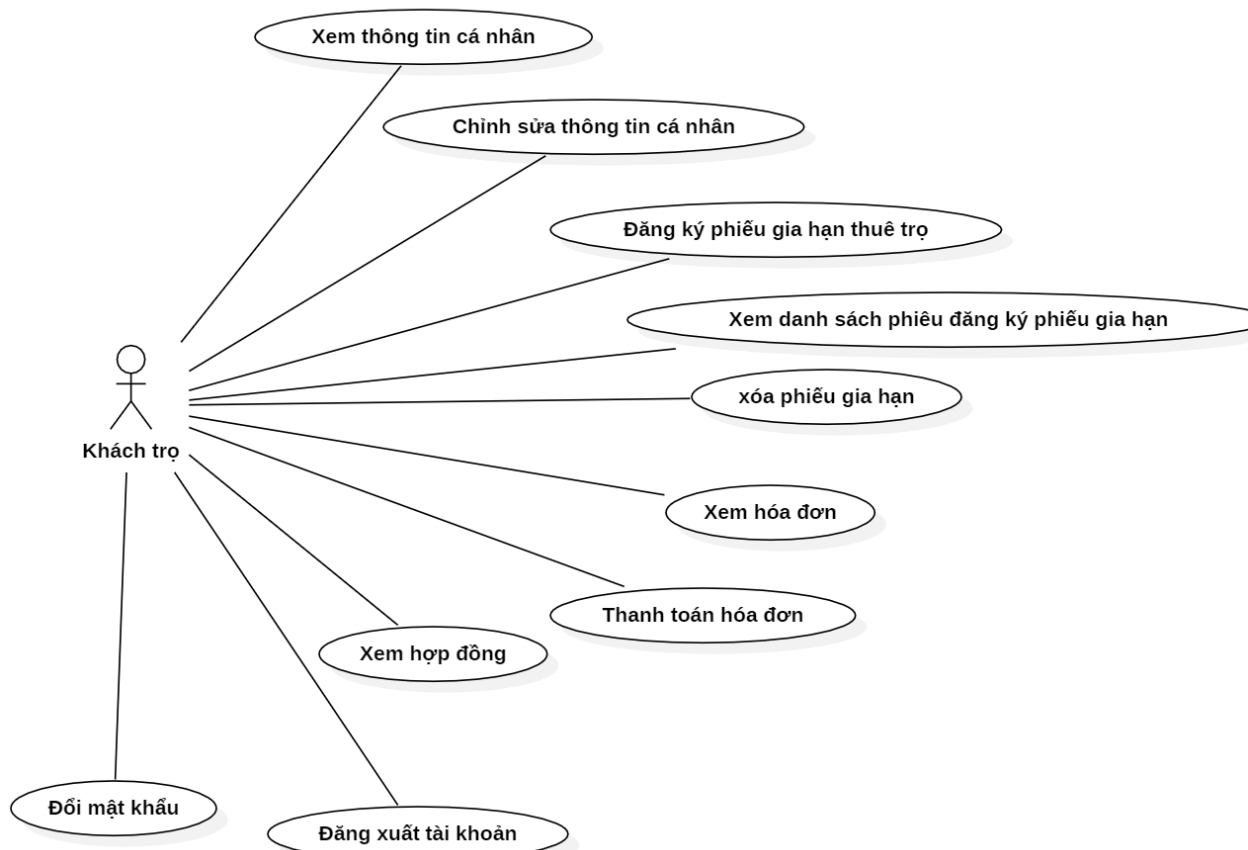 Xem thông tin cá nhân
Chỉnh sửa thông tin cá nhân
Đăng ký phiếu gia hạn thuê trọ
Xem danh sách phiêu đăng ký phiếu gia hạn
xóa phiếu gia hạn
Khách trọ
Xem hóa đơn
Thanh toán hóa đơn
Xem hợp đồng
Đổi mật khẩu
Đăng xuất tài khoản